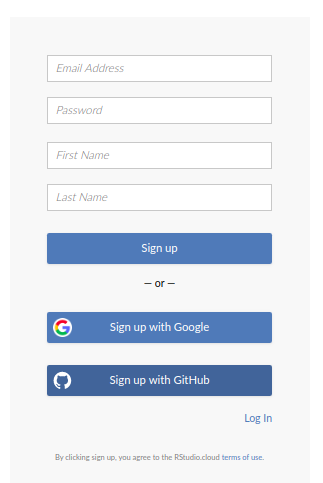 Email Address
Password
First Name
Last Name
Sign up
— or —
Sign up with Google
Sign up with GitHub
Log In
By clicking sign up, you agree to the RStudio.cloud terms of use.